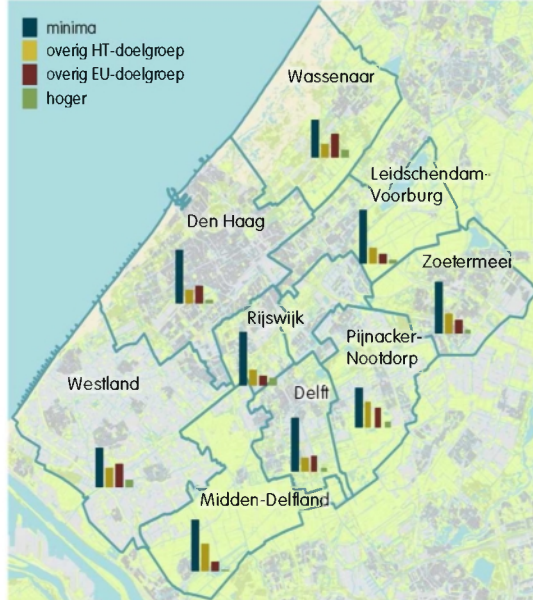 minima
overig HT-doelgroep
overig EU-doelgroep
hoger
Wassenaar
Leidschendam-
Voorburg
Den Haag
Zoetermeer
Rijswijk
Pijnacker-
Nootdorp
Westland
Delft
Midden-Delfland